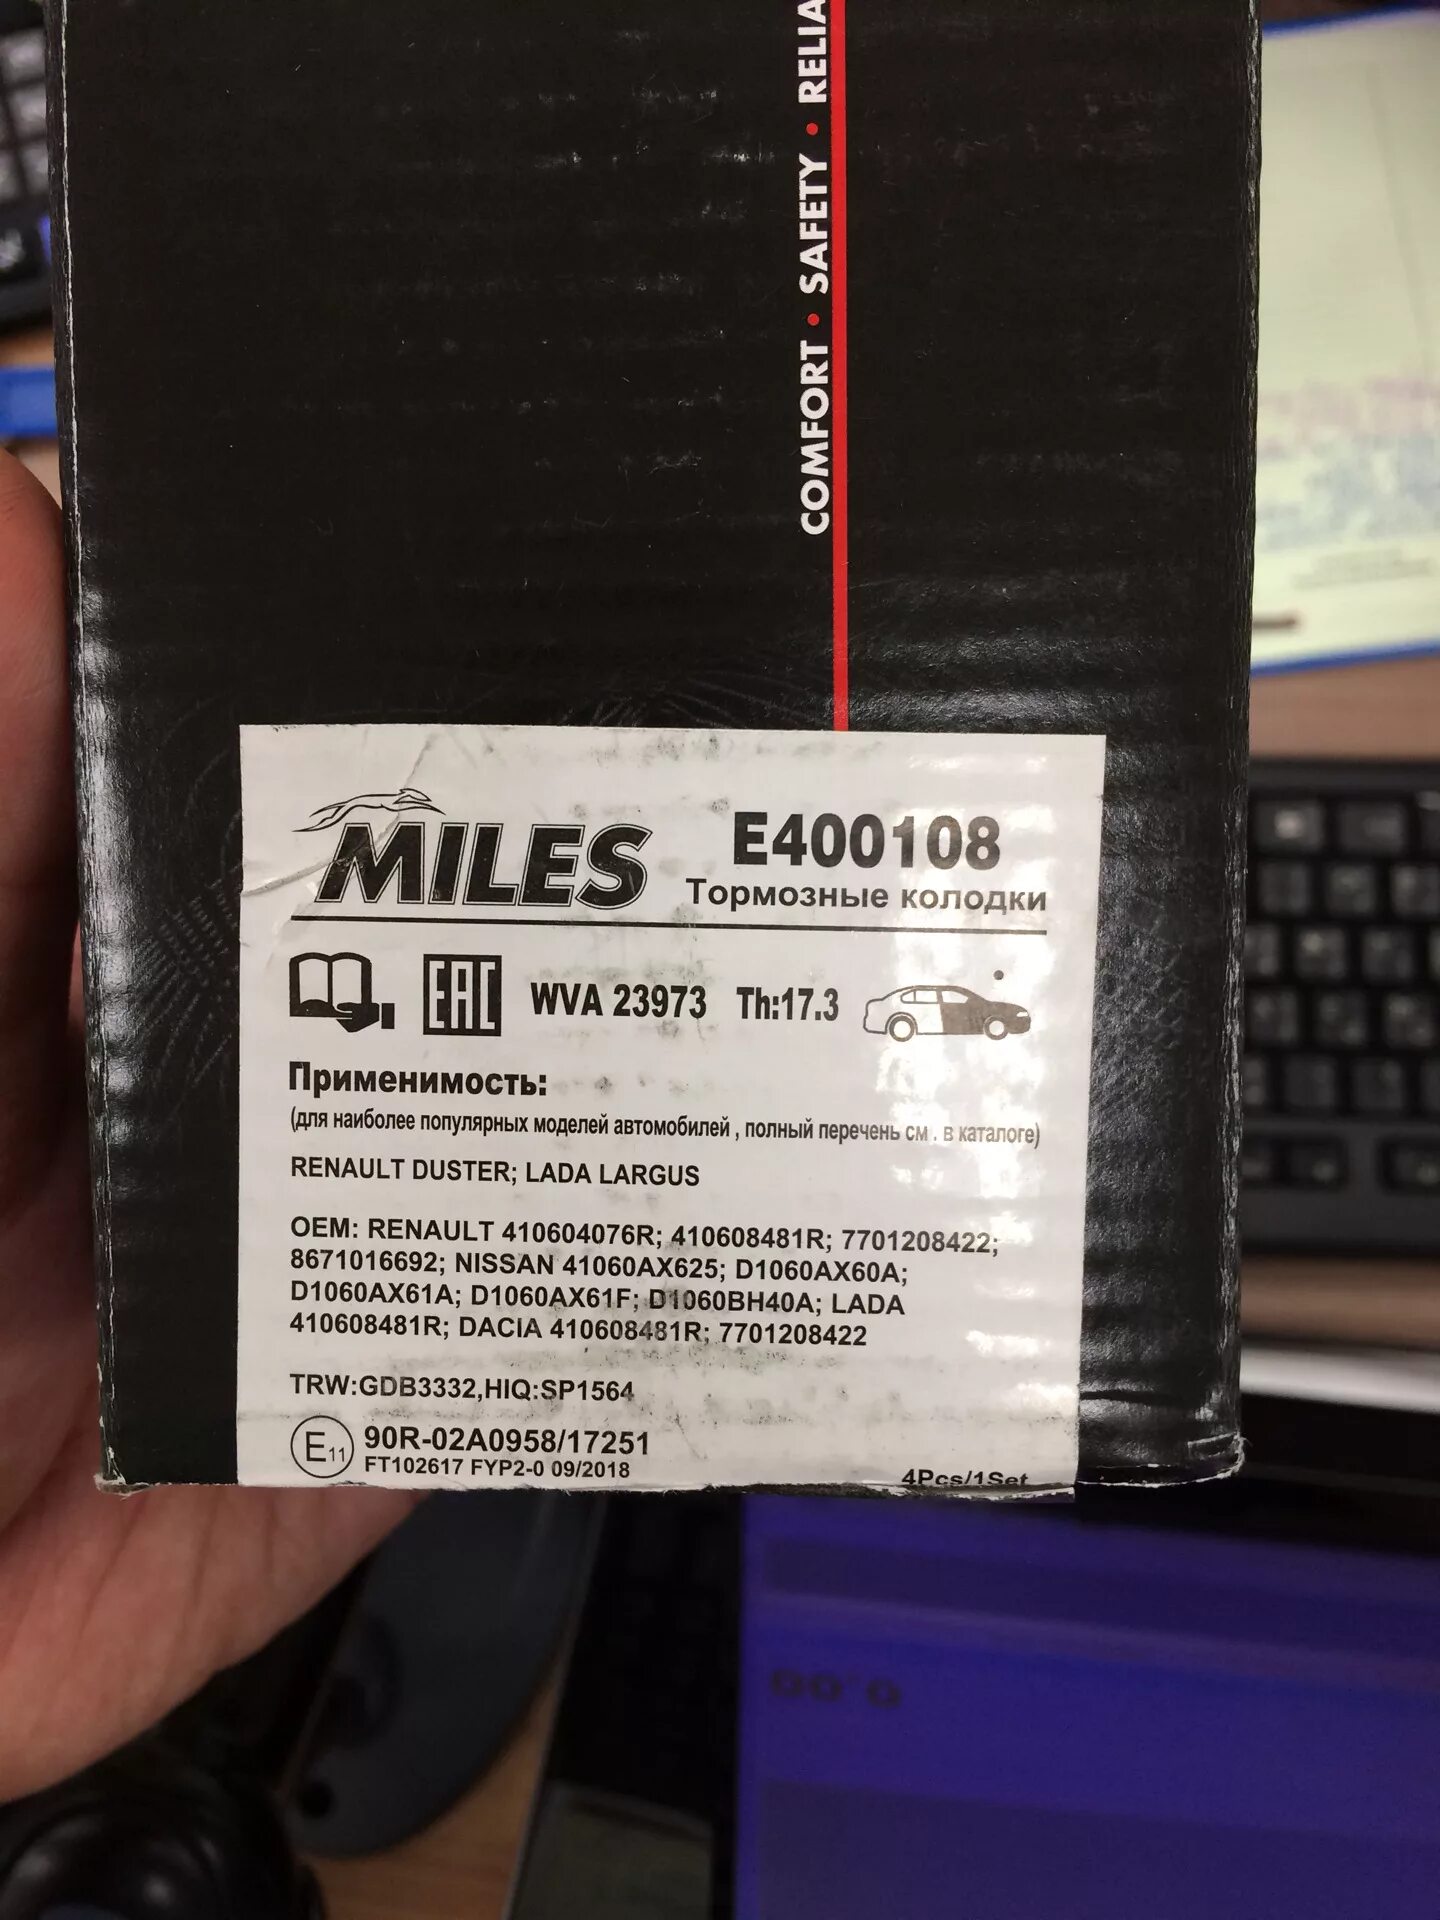 COMFORT • SAFETY • RELIA
MILES
E400108
Тормозные колодки
EAC WVA 23973 Th:17.3
Применимость:
(для наиболее популярных моделей автомобилей , полный перечень см . в каталоге)
RENAULT DUSTER; LADA LARGUS
OEM: RENAULT 410604076R; 410608481R; 7701208422;
8671016692; NISSAN 41060AX625; D1060AX60A;
D1060AX61A; D1060AX61F; D1060BH40A; LADA
410608481R; DACIA 410608481R; 7701208422
TRW:GDB3332,HIQ:SP1564
E11 90R-02A0958/17251
FT102617 FYP2-0 09/2018
4Pcs/1Set